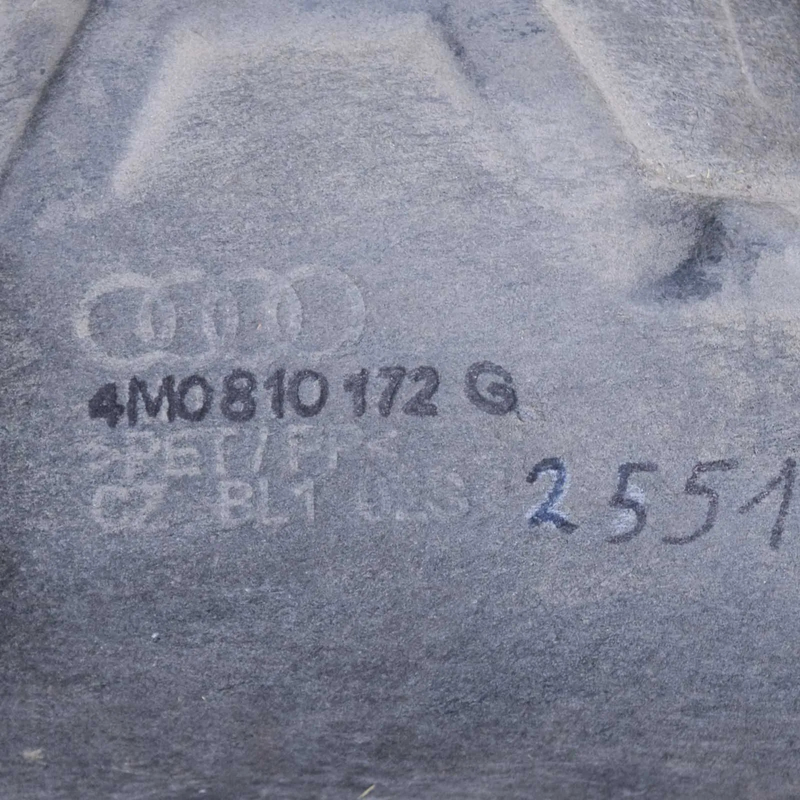 4M0810172 G
>PET/PP<
CZ BL1
2551